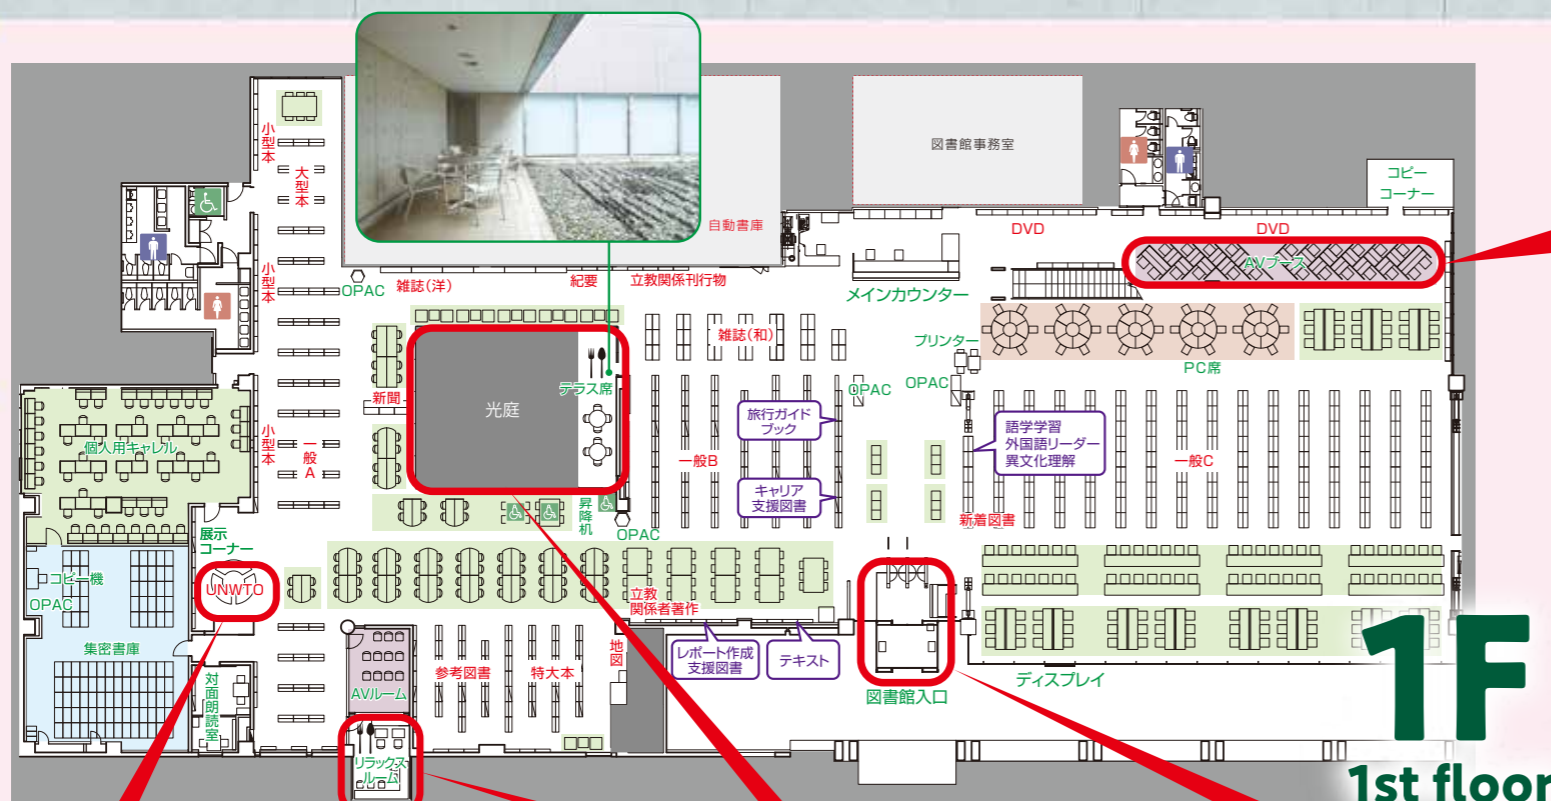 図書館事務室
コピー
コーナー
小型本
大型本
自動書庫
DVD
DVD
AVブース
OPAC
雑誌(洋)
紀要
立教関係刊行物
メインカウンター
小型本
雑誌(和)
プリンター
PC席
テラス席
OPAC
OPAC
新聞
光庭
旅行ガイド
ブック
語学学習
外国語リーダー
異文化理解
個人用キャレル
小型本
一般A
一般B
一般C
キャリア
支援図書
昇降机
新着図書
OPAC
展示
コーナー
コピー機
UNWTO
OPAC
立教
関係者著作
集密書庫
対面朗読室
AVルーム
参考図書
特大本
地図
レポート作成
支援図書
テキスト
図書館入口
ディスプレイ
リラックス
ルーム
1F
1st floor